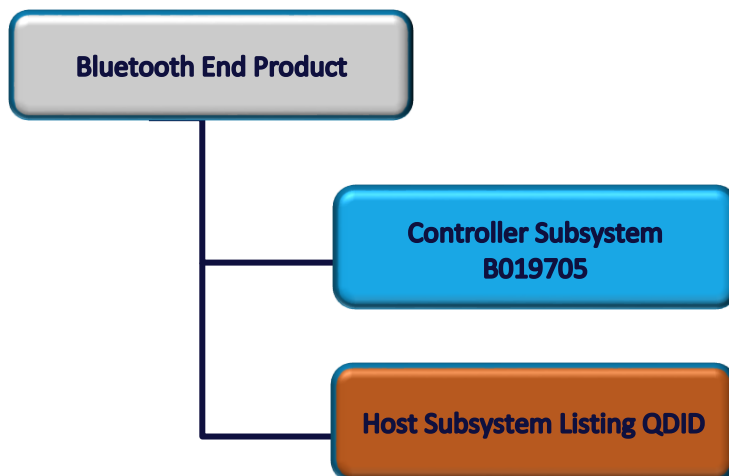 Bluetooth End Product
Controller Subsystem
B019705
Host Subsystem Listing QDID